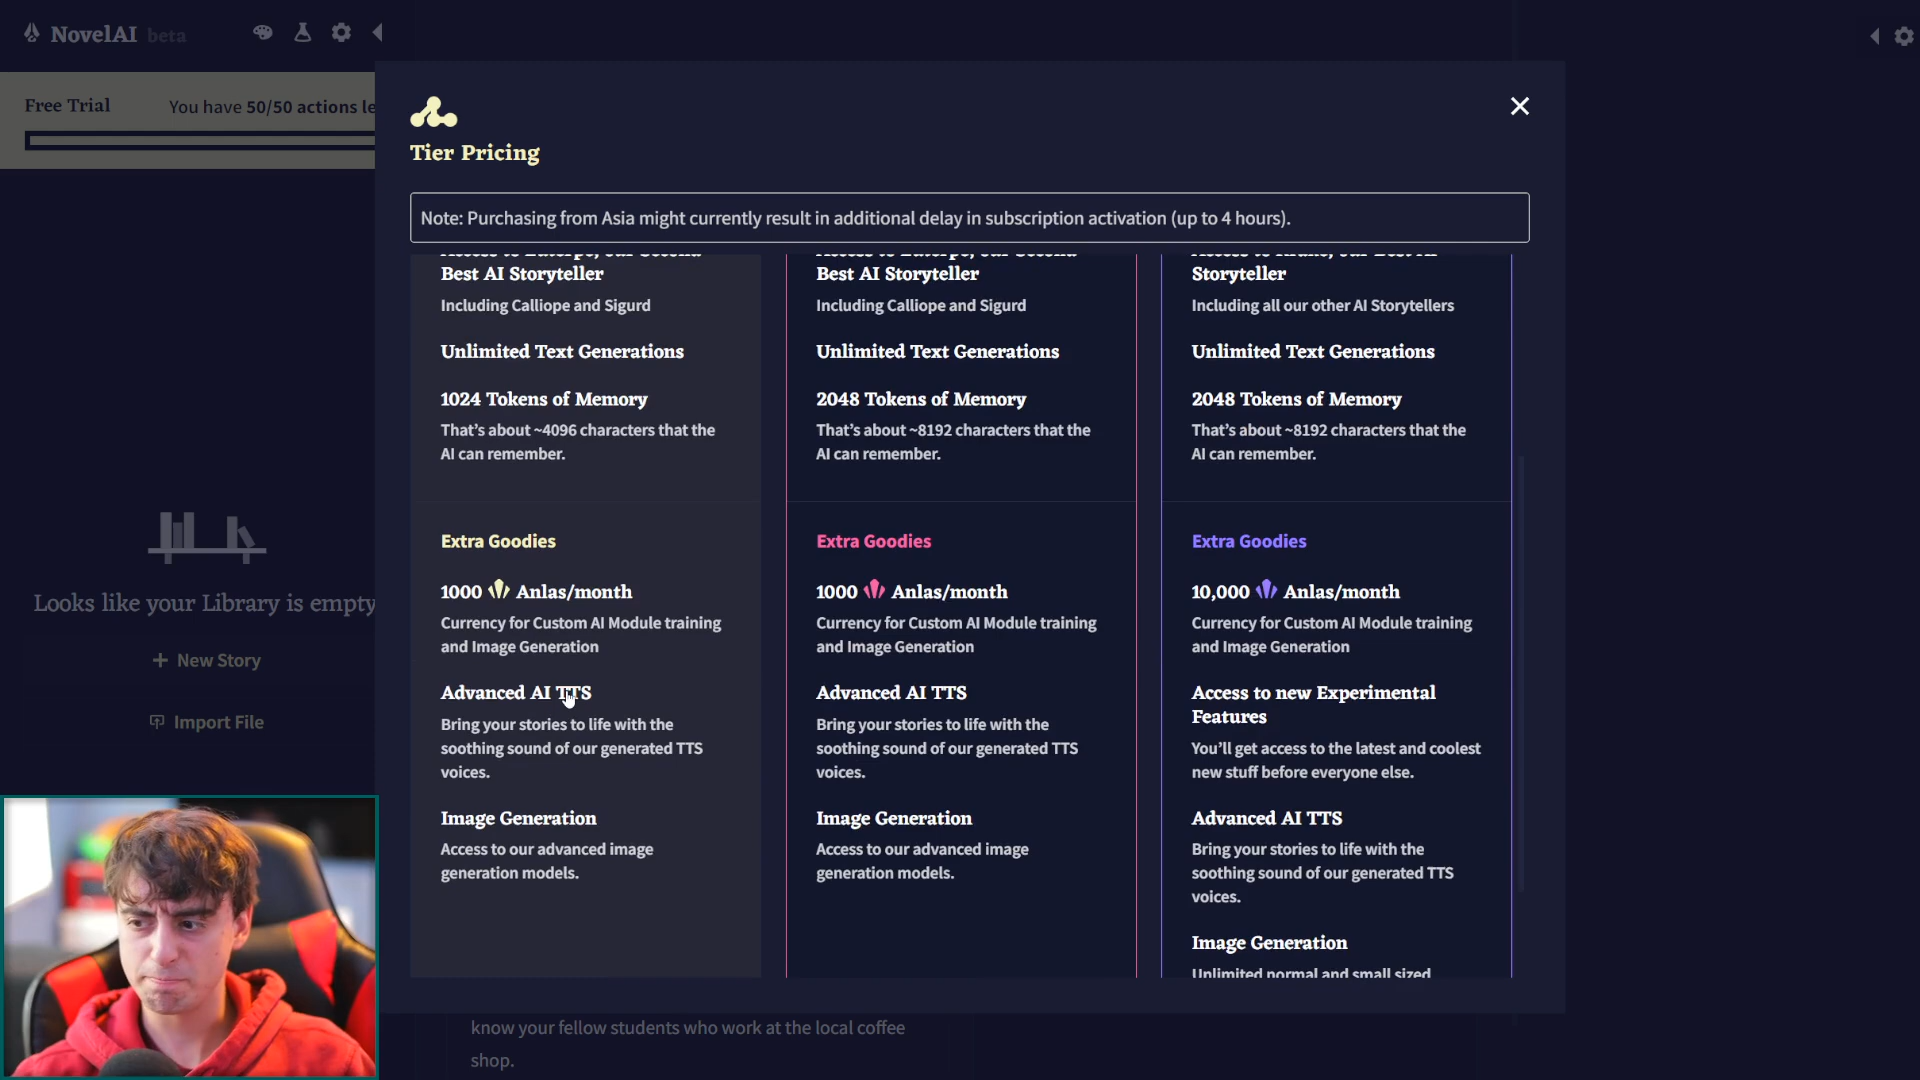 NovelAI beta
Free Trial
You have 50/50 actions le
Tier Pricing
Note: Purchasing from Asia might currently result in additional delay in subscription activation (up to 4 hours).
Best AI Storyteller
Including Calliope and Sigurd
Unlimited Text Generations
1024 Tokens of Memory
That's about ~4096 characters that the
AI can remember.
Extra Goodies
1000 Anlas/month
Currency for Custom AI Module training
and Image Generation
Advanced AI TTS
Bring your stories to life with the
soothing sound of our generated TTS
voices.
Image Generation
Access to our advanced image
generation models.
Best AI Storyteller
Including Calliope and Sigurd
Unlimited Text Generations
2048 Tokens of Memory
That's about ~8192 characters that the
AI can remember.
Extra Goodies
1000 Anlas/month
Currency for Custom AI Module training
and Image Generation
Advanced AI TTS
Bring your stories to life with the
soothing sound of our generated TTS
voices.
Image Generation
Access to our advanced image
generation models.
Storyteller
Including all our other AI Storytellers
Unlimited Text Generations
2048 Tokens of Memory
That's about ~8192 characters that the
AI can remember.
Extra Goodies
10,000 Anlas/month
Currency for Custom AI Module training
and Image Generation
Access to new Experimental
Features
You'll get access to the latest and coolest
new stuff before everyone else.
Advanced AI TTS
Bring your stories to life with the
soothing sound of our generated TTS
voices.
Image Generation
Unlimited normal and small sized
Looks like your Library is empty
+ New Story
Import File
know your fellow students who work at the local coffee
shop.